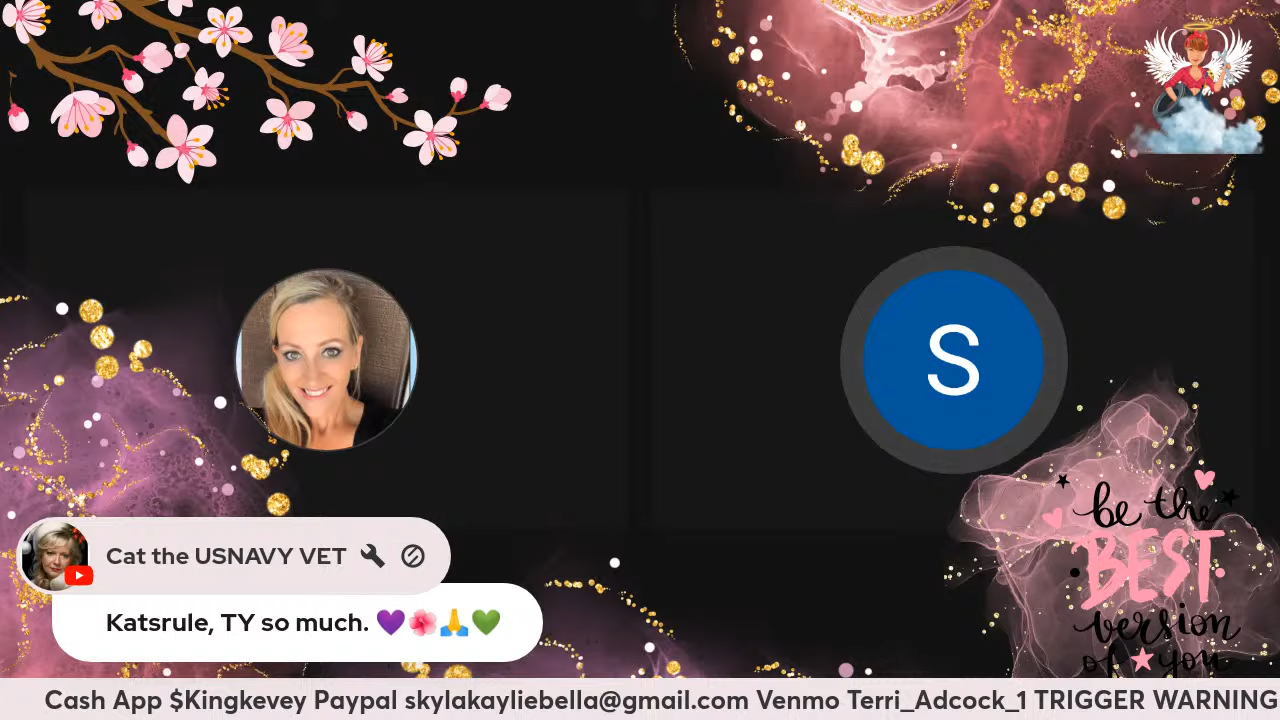 S
Cat the USNAVY VET
Katsrule, TY so much. 💜🌺🙏💚
be the
BEST
version
of you
Cash App $Kingkevey Paypal skylakayliebella@gmail.com Venmo Terri_Adcock_1 TRIGGER WARNING